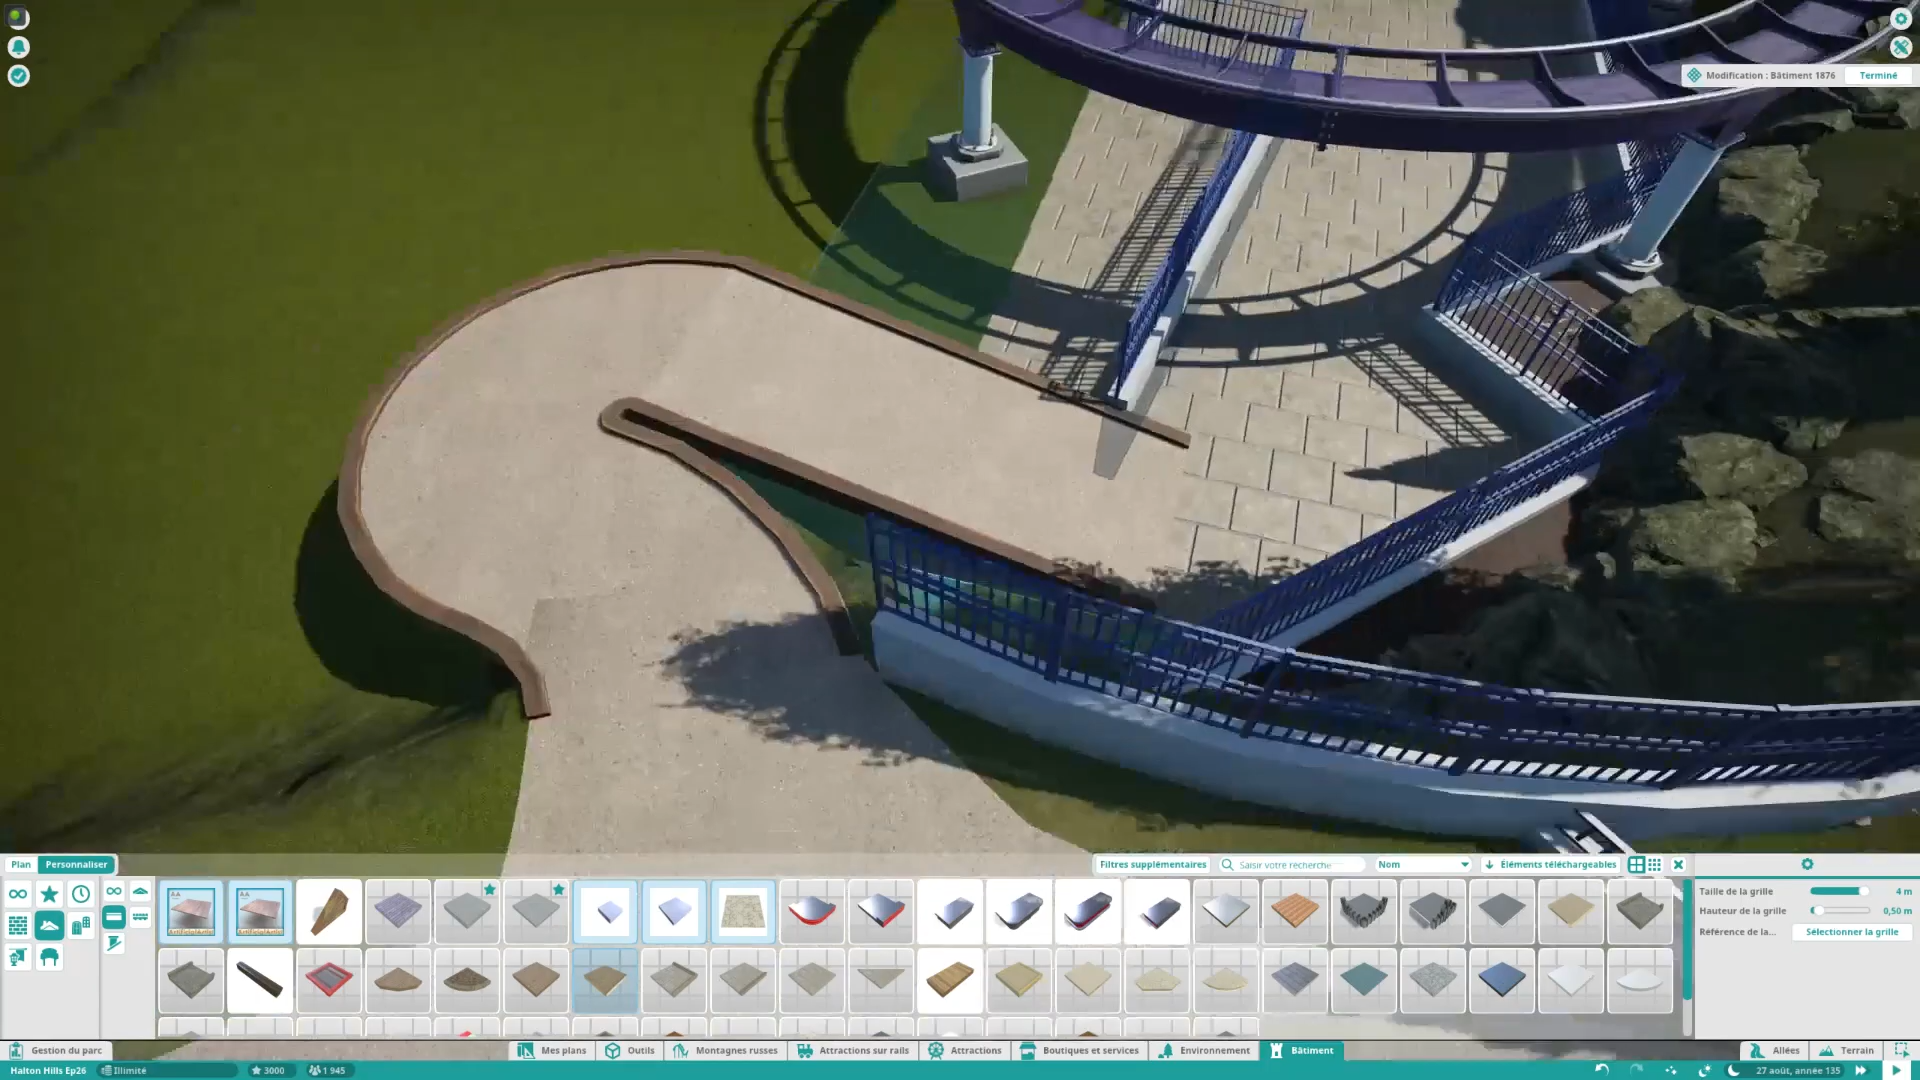 Modification : Bâtiment 1876
Terminé
Plan
Personnaliser
Filtres supplémentaires
Saisir votre recherche
Nom
Éléments téléchargeables
Taille de la grille
4 m
Hauteur de la grille
0,50 m
Référence de la...
Sélectionner la grille
Gestion du parc
Mes plans
Outils
Montagnes russes
Attractions sur rails
Attractions
Boutiques et services
Environnement
Bâtiment
Allées
Terrain
Halton Hills Ep26
Illimité
3000
1 945
27 août, année 135